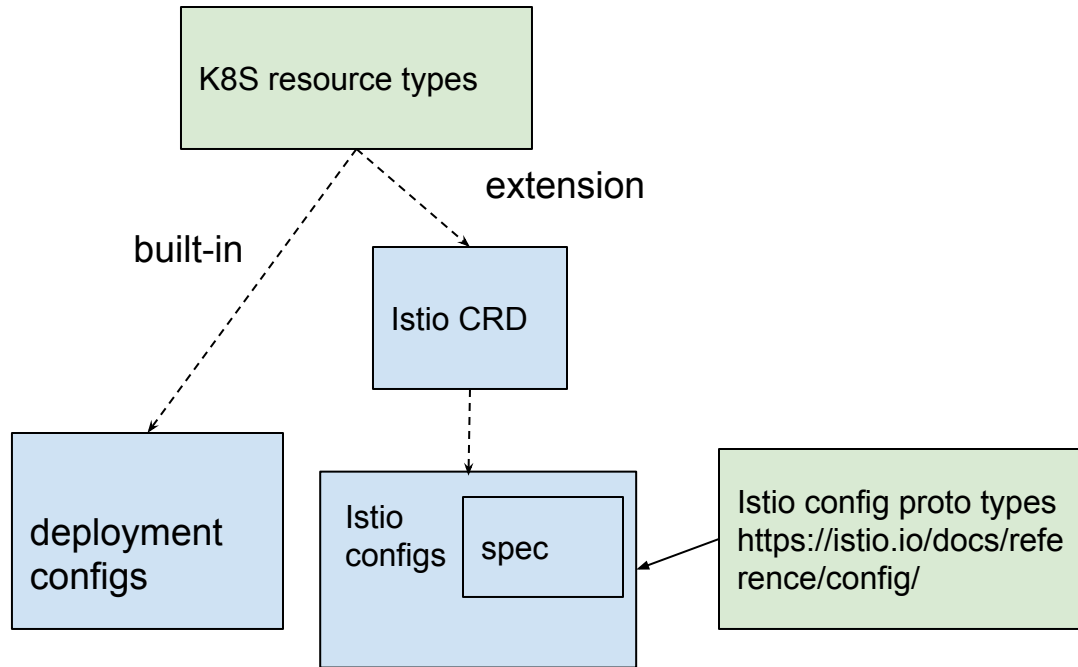 K8S resource types
extension
built-in
Istio CRD
deployment
configs
Istio
configs
spec
Istio config proto types
https://istio.io/docs/refe
rence/config/